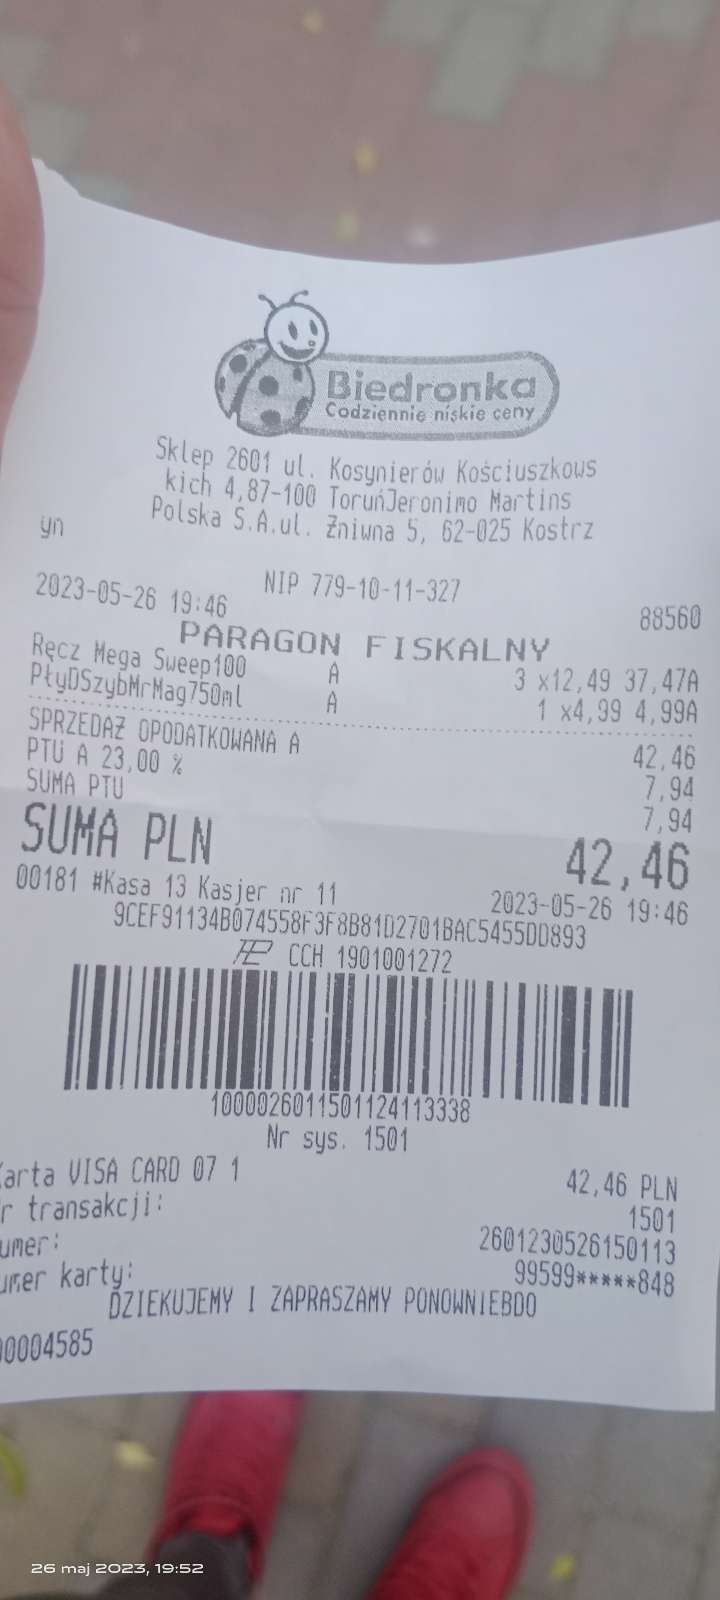 Biedronka
Codziennie niskie ceny
Sklep 2601 ul. Kosynierów Kościuszkows
kich 4,87-100 ToruńJeronimo Martins
Polska S.A.ul. Żniwna 5, 62-025 Kostrz
yn
NIP 779-10-11-327
2023-05-26 19:46 88560
PARAGON FISKALNY
Ręcz Mega Sweep100 A 3 x12,49 37,47A
PłyDSzybMrMag750ml A 1 x4,99 4,99A
SPRZEDAŻ OPODATKOWANA A 42,46
PTU A 23,00 % 7,94
SUMA PTU 7,94
SUMA PLN 42,46
00181 #Kasa 13 Kasjer nr 11 2023-05-26 19:46
9CEF91134B074558F3F8B81D2701BAC5455DD893
CCH 1901001272
10000260115011241133​38
Nr sys. 1501
Karta VISA CARD 07 1 42,46 PLN
r transakcji: 1501
umer: 2601230526150113
umer karty: 99599*****848
DZIEKUJEMY I ZAPRASZAMY PONOWNIEBDO
00004585
26 maj 2023, 19:52